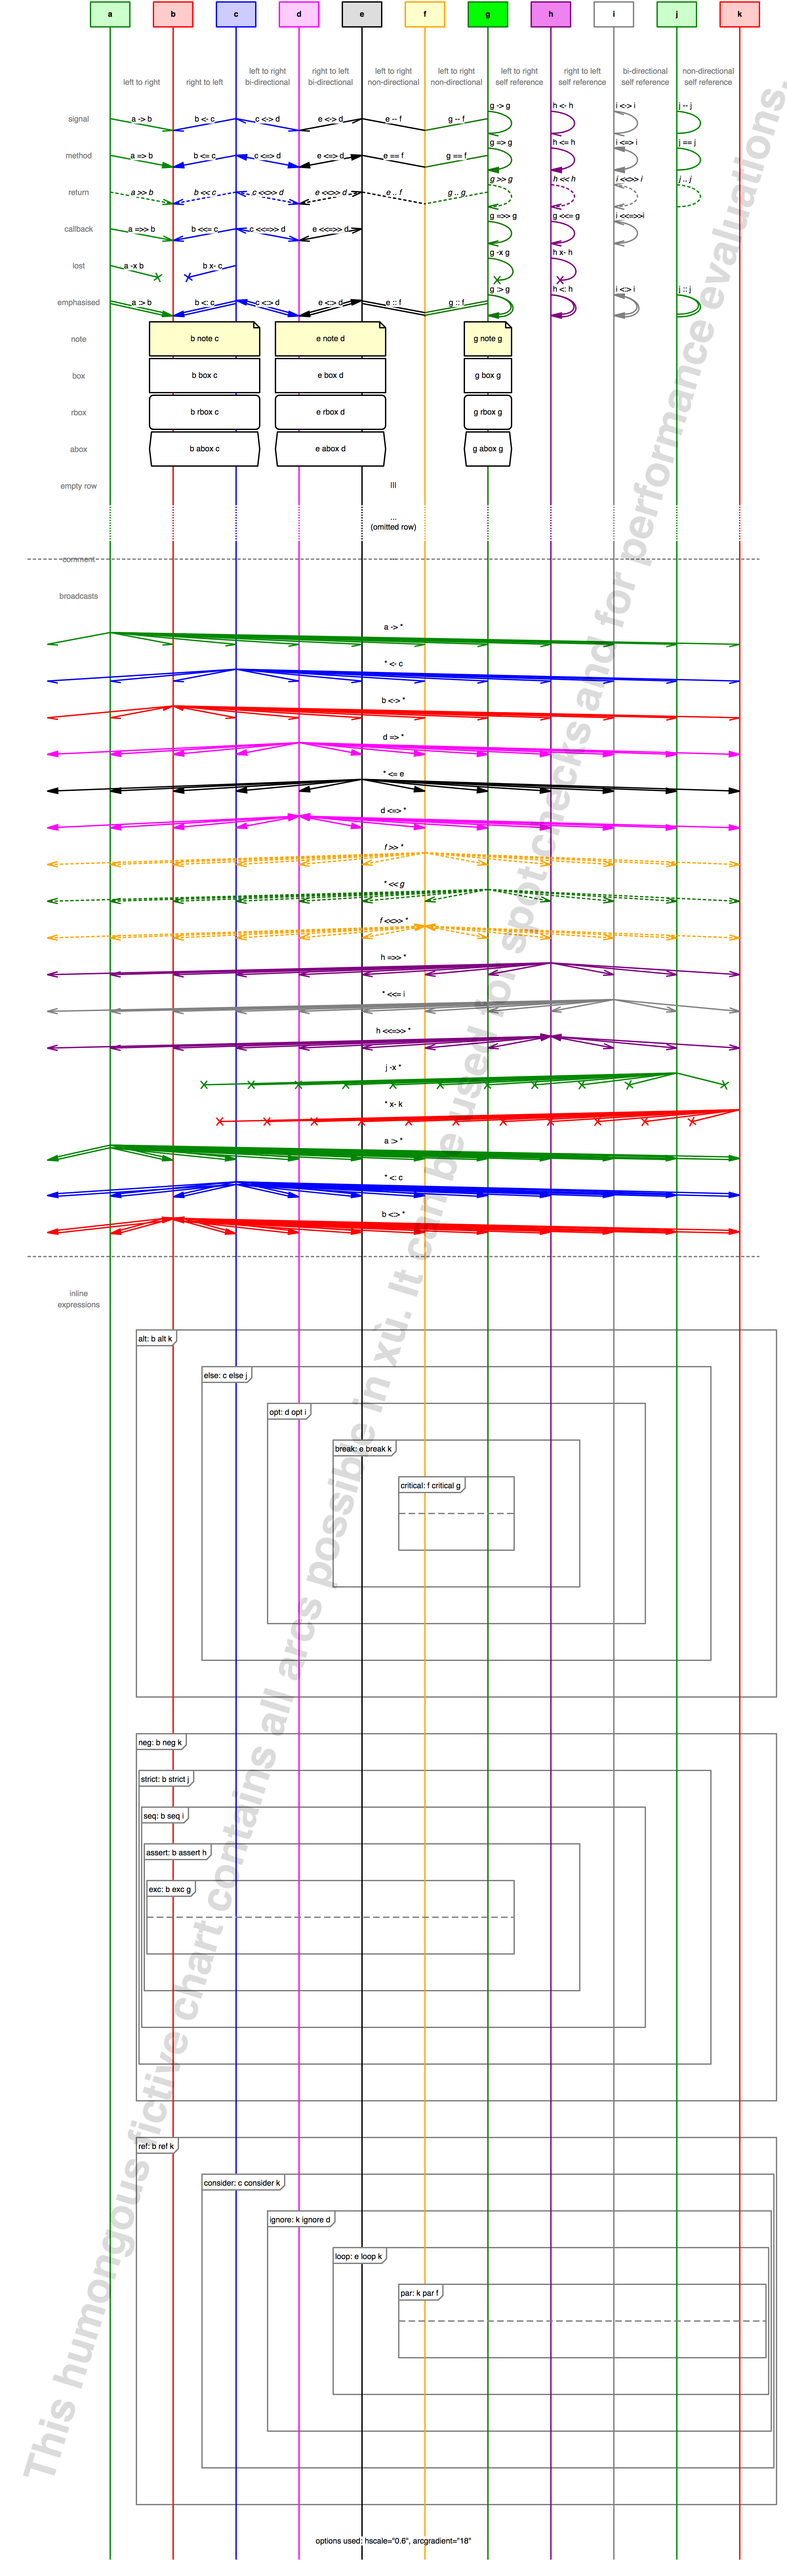 a b c d e f g h i j k
left to right
bi-directional
right to left
bi-directional
left to right
non-directional
left to right
non-directional
left to right
self reference
right to left
self reference
bi-directional
self reference
non-directional
self reference
left to right
right to left
signal a -> b b <- c c <-> d e <-> d e -- f g -- f g -> g h <- h i <-> i j -- j
method a => b b <= c c <=> d e <=> d e == f g == f g => g h <= h i <=> i j == j
return a >> b b << c c <<>> d e <<>> d e .. f g .. f g >> g h << h i <<>> i j .. j
callback a =>> b b <<= c c <<=>> d e <<=>> d g =>> g g <<= g i <<=>>i
lost a -x b b x- c g -x g h x- h
emphasised a :> b b <: c c <:> d e <:> d e :: f g :: f g :> g h <: h i <:> i j :: j
note b note c e note d g note g
box b box c e box d g box g
rbox b rbox c e rbox d g rbox g
abox b abox c e abox d g abox g
empty row |||
...
(omitted row)
comment
broadcasts
a -> *
* <- c
b <-> *
d => *
* <= e
d <=> *
f >> *
* << g
f <<>> *
h =>> *
* <<= i
h <<=>> *
j -x *
* x- k
a :> *
* <: c
b <:> *
inline
expressions
alt: b alt k
else: c else j
opt: d opt i
break: e break k
critical: f critical g
neg: b neg k
strict: b strict j
seq: b seq i
assert: b assert h
exc: b exc g
ref: b ref k
consider: c consider k
ignore: k ignore d
loop: e loop k
par: k par f
options used: hscale="0.6", arcgradient="18"
This humongous fictive chart contains all arcs possible in xù. It can be used for spot checks and for performance evaluations.